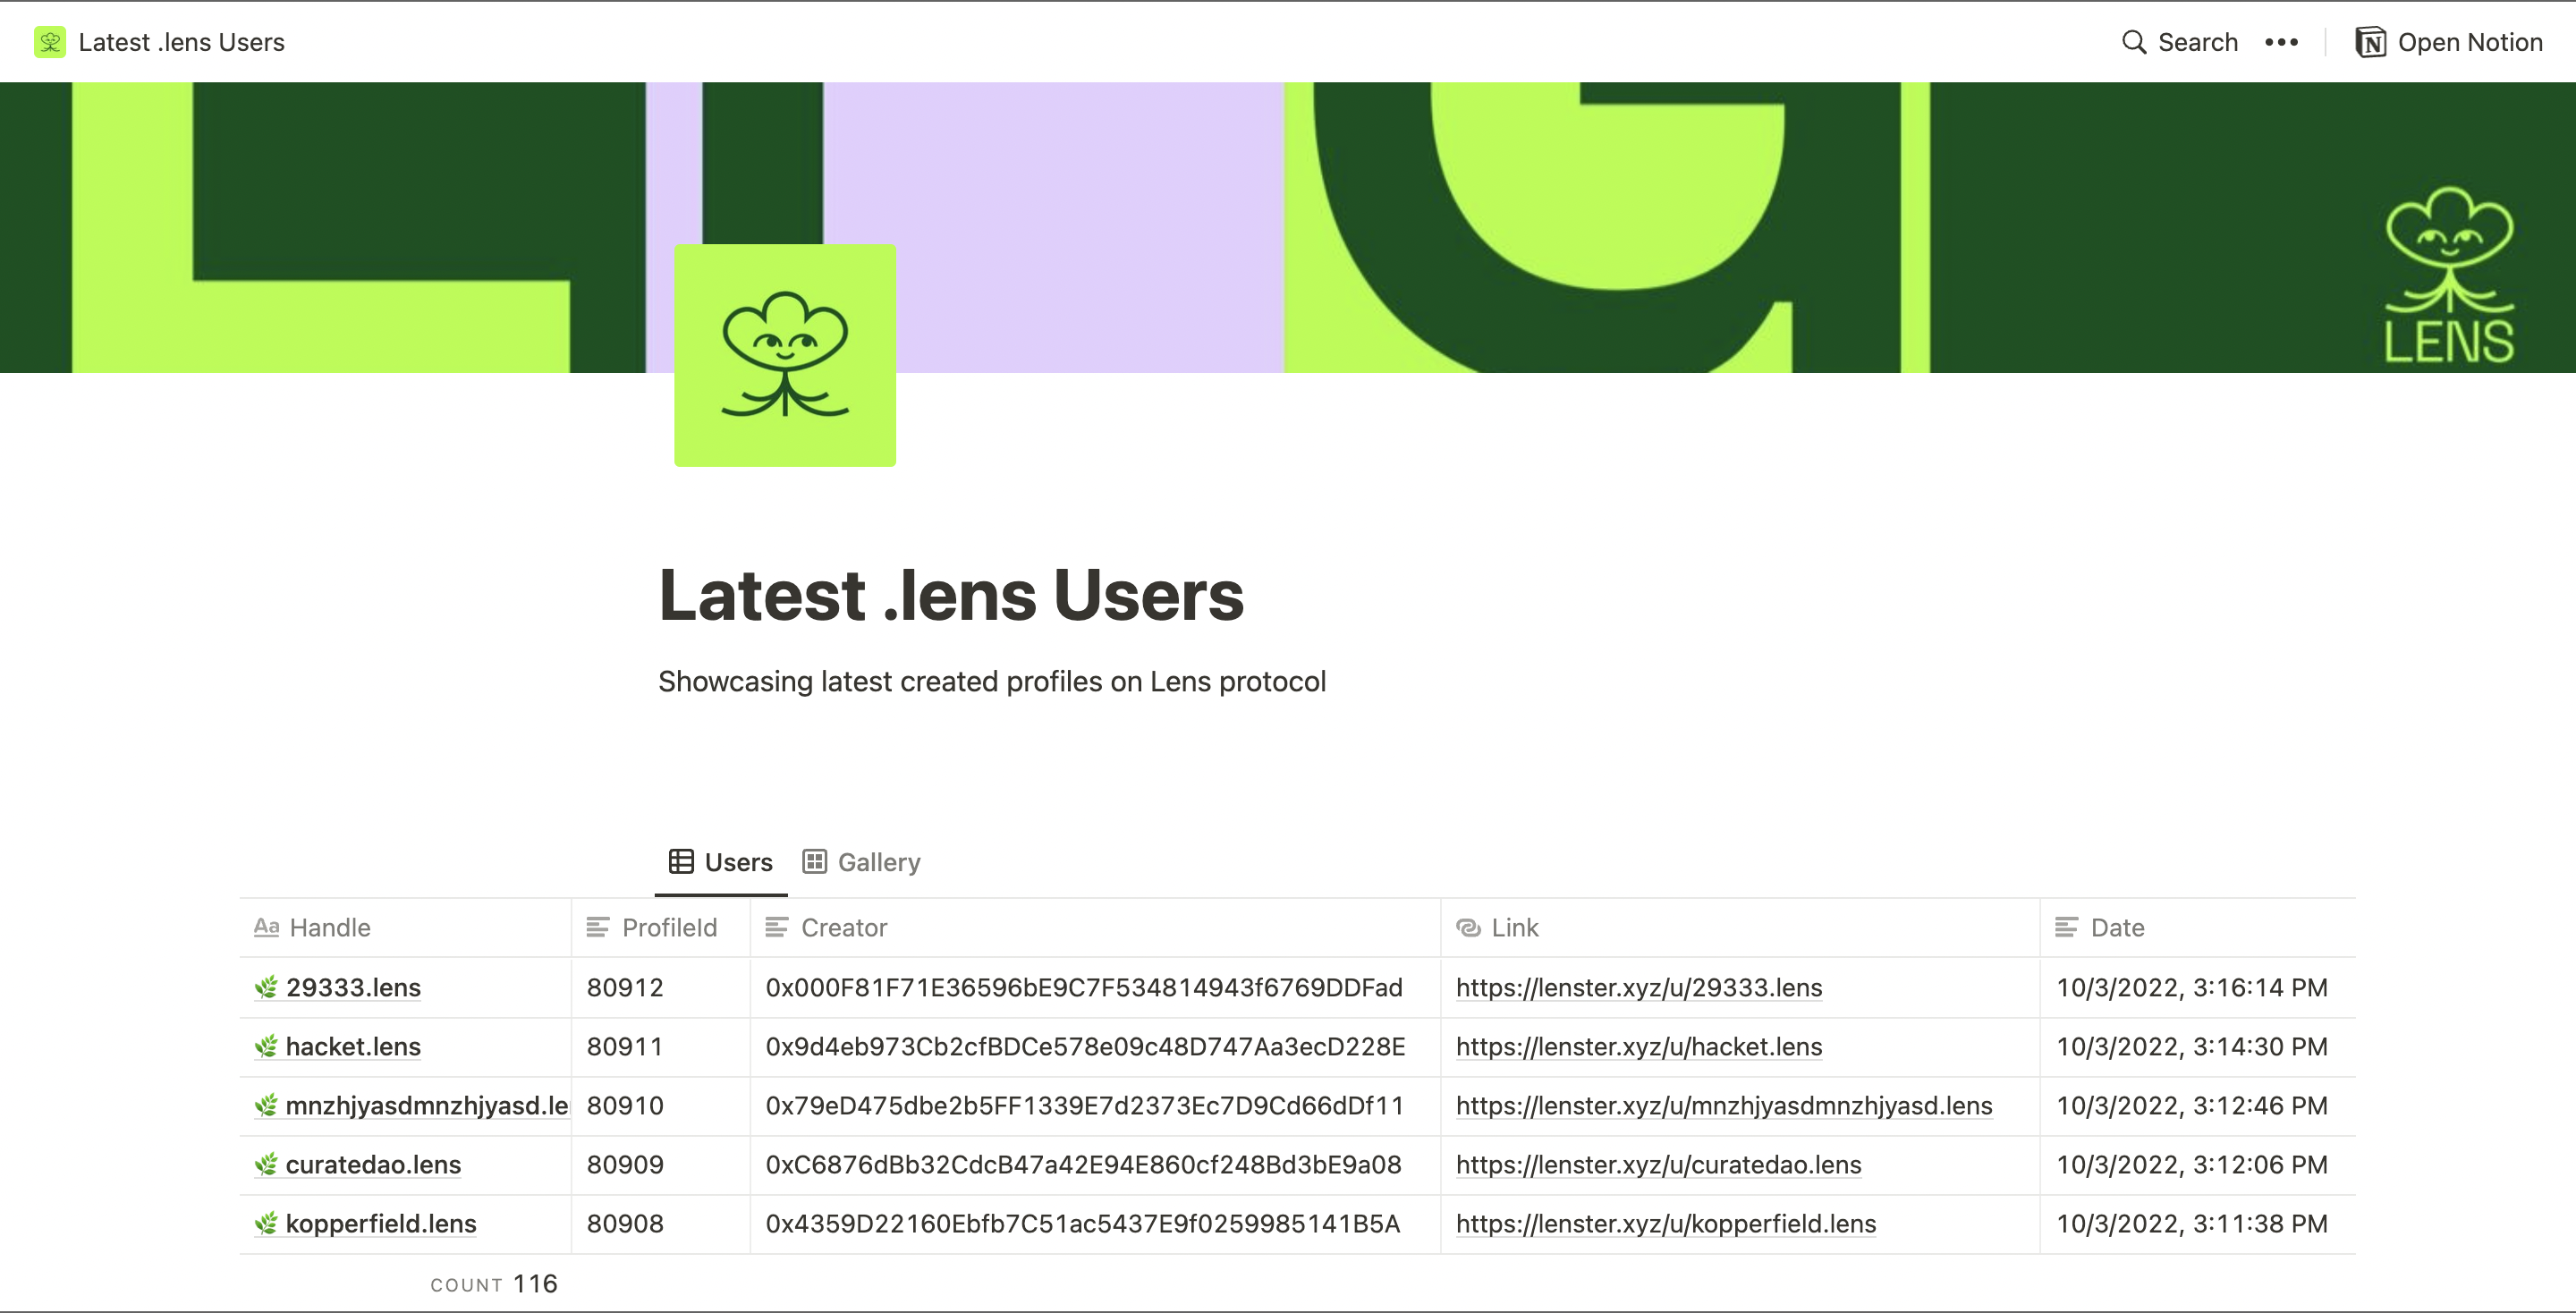 Latest .lens Users
Search
Open Notion
LENS
Latest .lens Users
Showcasing latest created profiles on Lens protocol
Users Gallery
Aa Handle ProfileId Creator Link Date
29333.lens 80912 0x000F81F71E36596bE9C7F534814943f6769DDFad https://lenster.xyz/u/29333.lens 10/3/2022, 3:16:14 PM
hacket.lens 80911 0x9d4eb973Cb2cfBDCe578e09c48D747Aa3ecD228E https://lenster.xyz/u/hacket.lens 10/3/2022, 3:14:30 PM
mnzhjyasdmnzhjyasd.le 80910 0x79eD475dbe2b5FF1339E7d2373Ec7D9Cd66dDf11 https://lenster.xyz/u/mnzhjyasdmnzhjyasd.lens 10/3/2022, 3:12:46 PM
curatedao.lens 80909 0xC6876dBb32CdcB47a42E94E860cf248Bd3bE9a08 https://lenster.xyz/u/curatedao.lens 10/3/2022, 3:12:06 PM
kopperfield.lens 80908 0x4359D22160Ebfb7C51ac5437E9f0259985141B5A https://lenster.xyz/u/kopperfield.lens 10/3/2022, 3:11:38 PM
COUNT 116